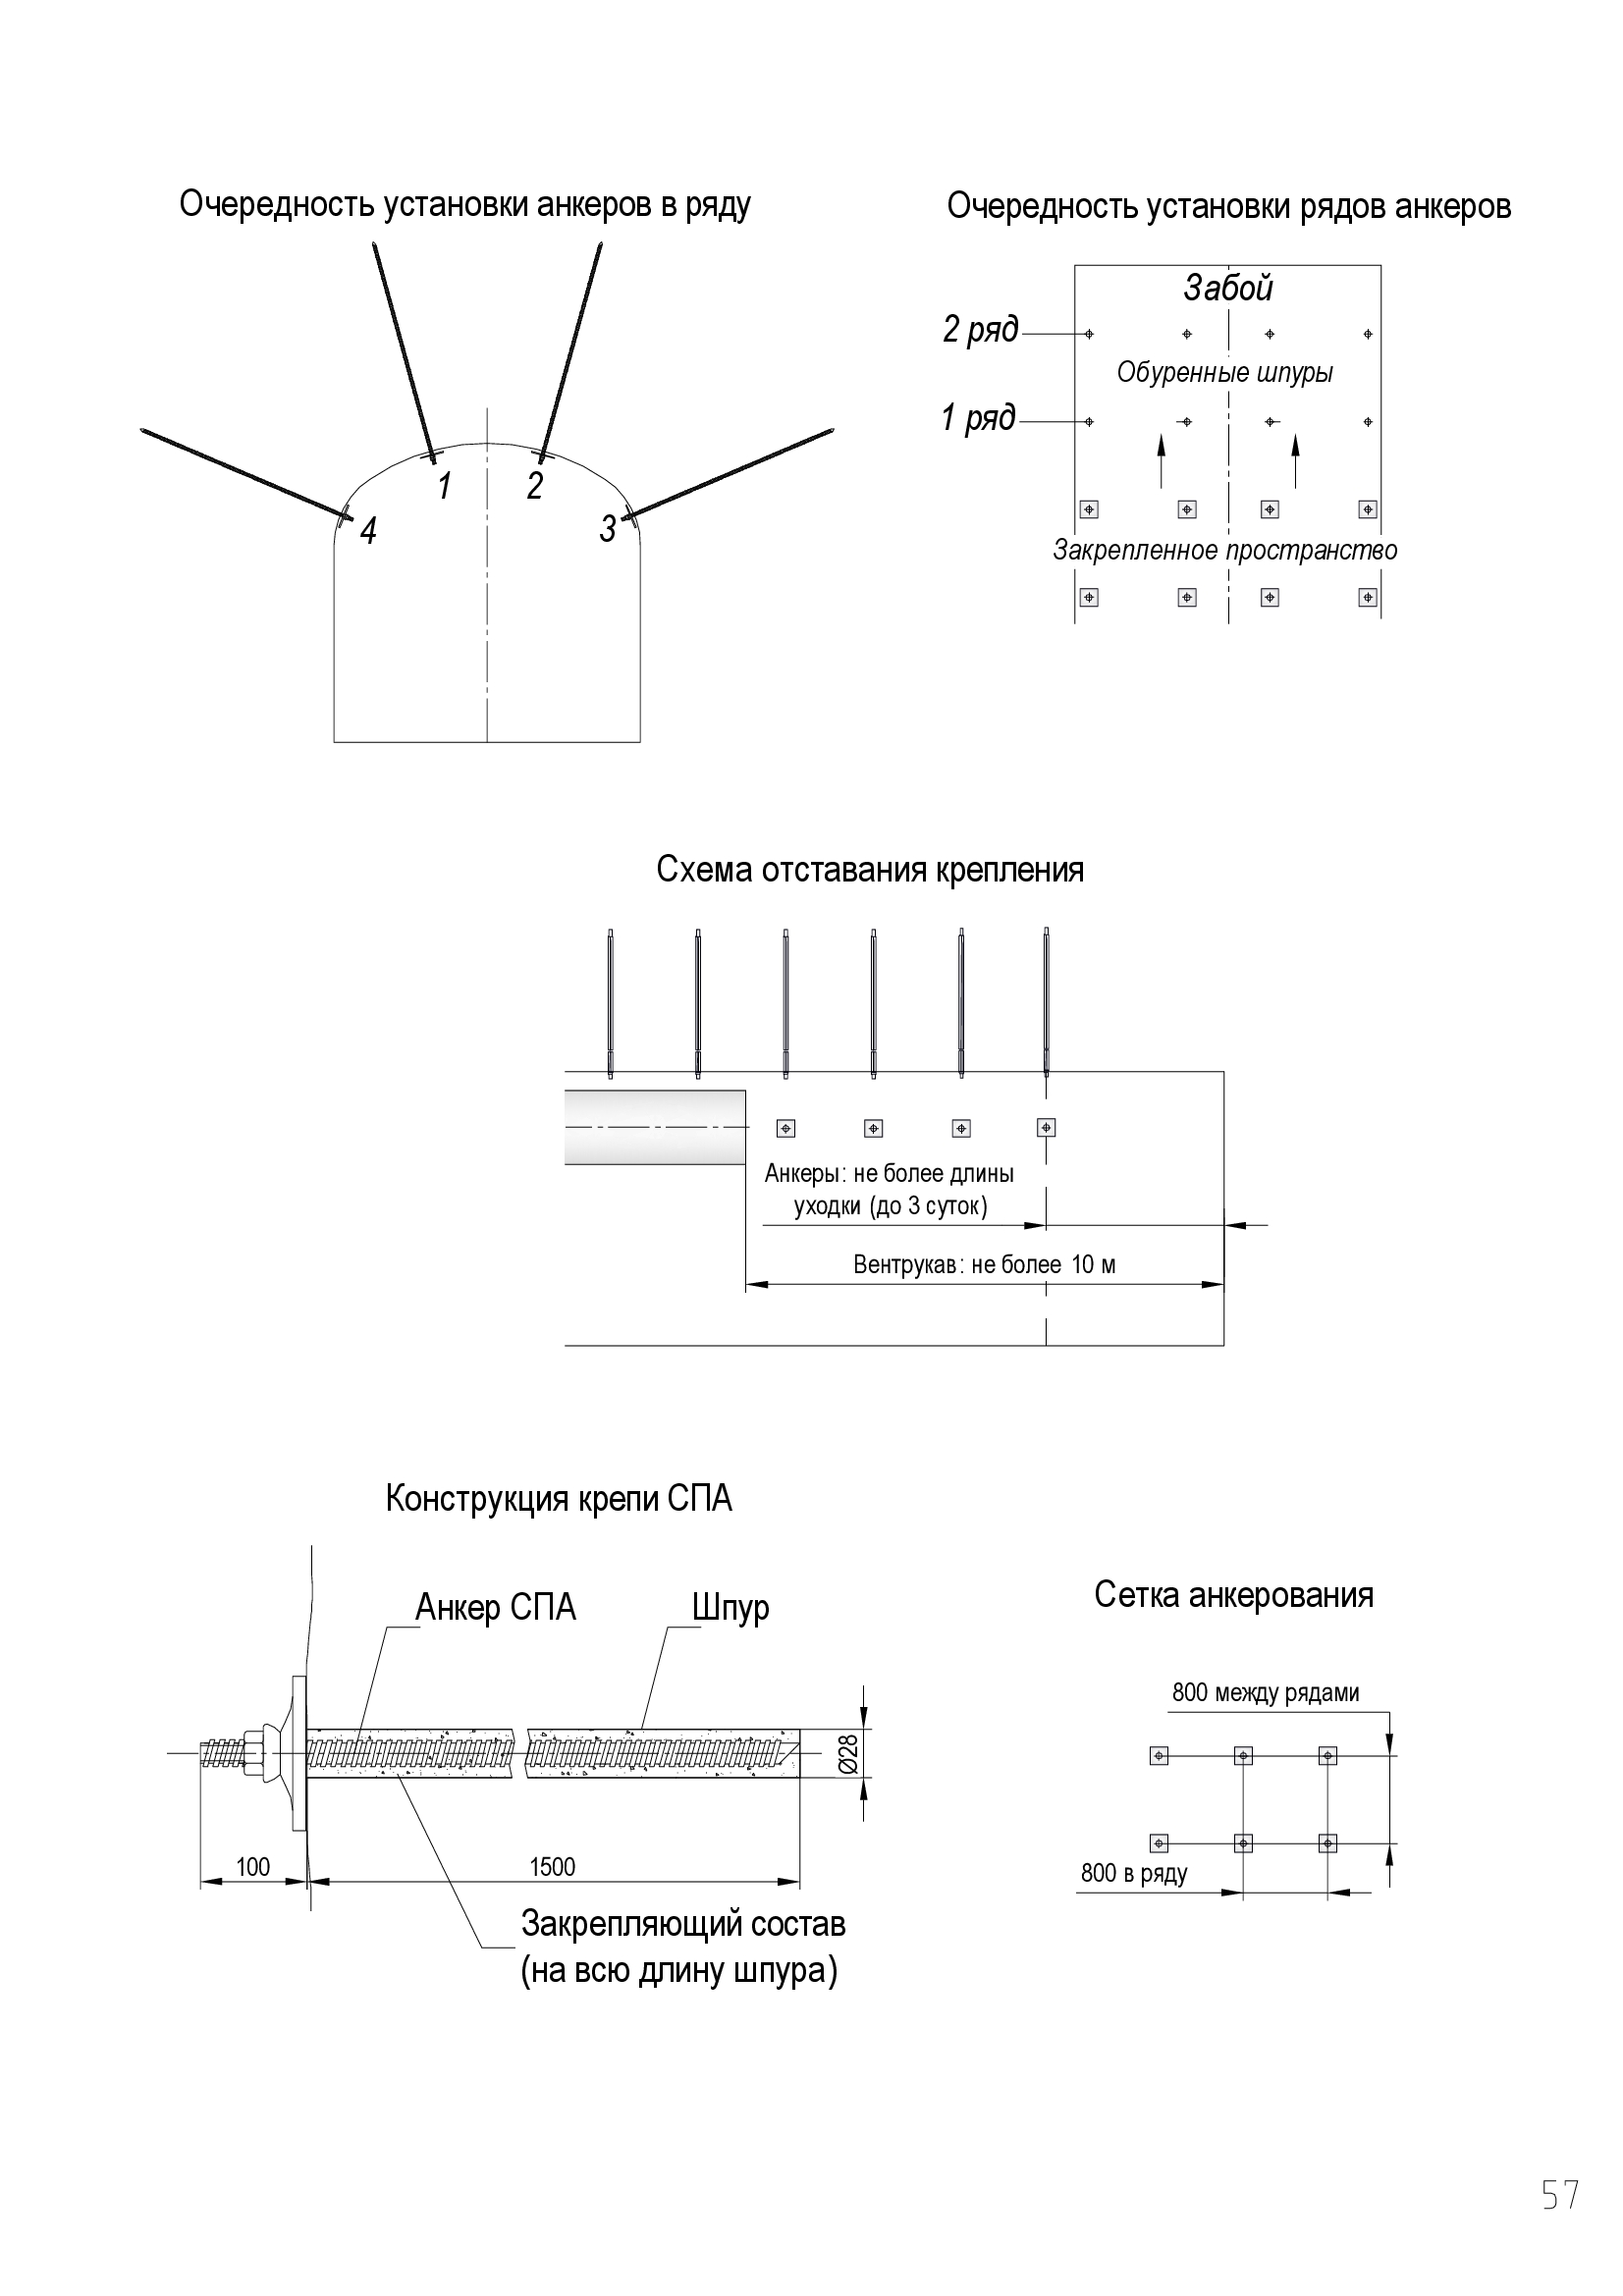 Очередность установки анкеров в ряду
1
2
3
4
Очередность установки рядов анкеров
Забой
2 ряд
Обуренные шпуры
1 ряд
Закрепленное пространство
Схема отставания крепления
Анкеры: не более длины
уходки (до 3 суток)
Вентрукав: не более 10 м
Конструкция крепи СПА
Анкер СПА
Шпур
Ø28
100
1500
Закрепляющий состав
(на всю длину шпура)
Сетка анкерования
800 между рядами
800 в ряду
57